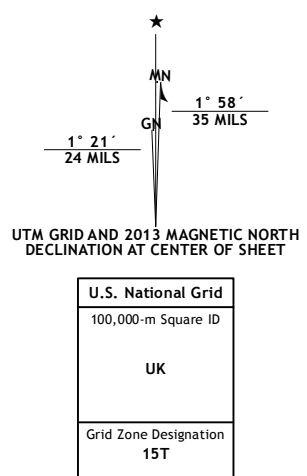 ★
MN
1° 58´
35 MILS
GN
1° 21´
24 MILS
UTM GRID AND 2013 MAGNETIC NORTH
DECLINATION AT CENTER OF SHEET
U.S. National Grid
100,000-m Square ID
UK
Grid Zone Designation
15T